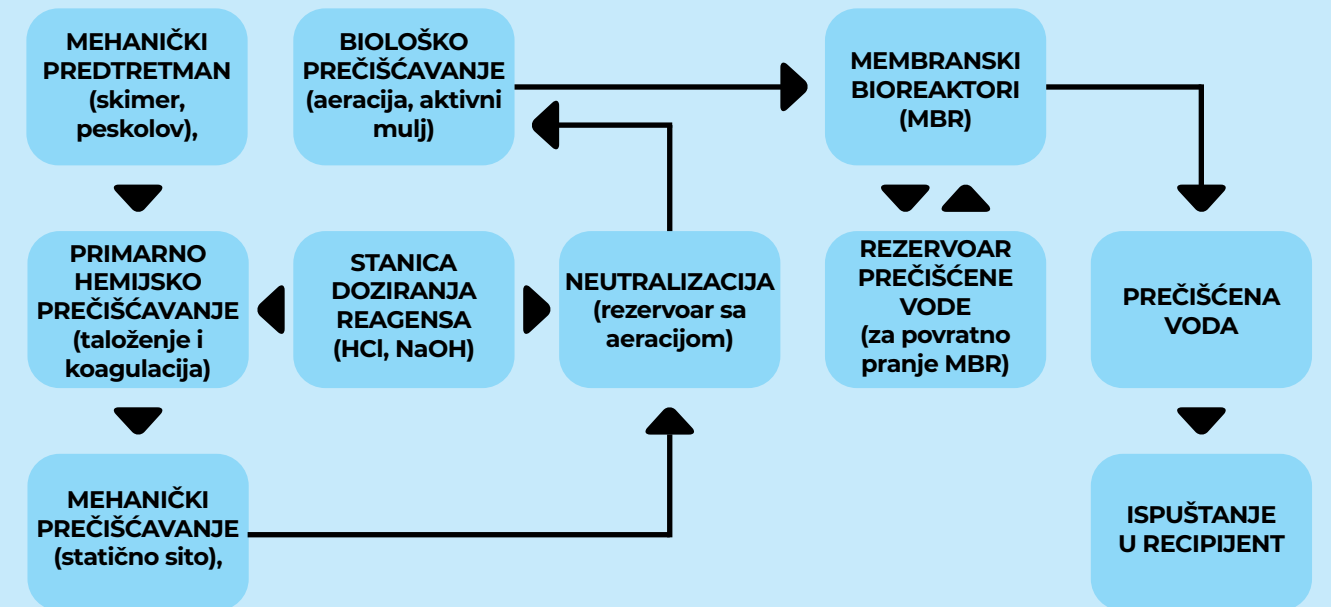 MEHANIČKI
PREDTRETMAN
(skimer,
peskolov),
BIOLOŠKO
PREČIŠĆAVANJE
(aeracija, aktivni
mulj)
MEMBRANSKI
BIOREAKTORI
(MBR)
PRIMARNO
HEMIJSKO
PREČIŠĆAVANJE
(taloženje i
koagulacija)
STANICA
DOZIRANJA
REAGENSA
(HCl, NaOH)
NEUTRALIZACIJA
(rezervoar sa
aeracijom)
REZERVOAR
PREČIŠĆENE
VODE
(za povratno
pranje MBR)
PREČIŠĆENA
VODA
MEHANIČKI
PREČIŠĆAVANJE
(statično sito),
ISPUŠTANJE
U RECIPIJENT